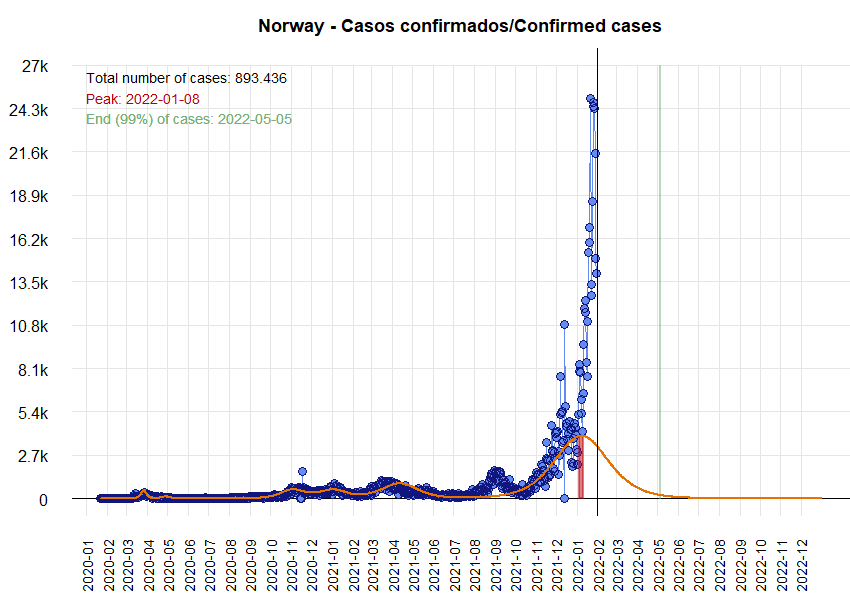 Norway - Casos confirmados/Confirmed cases
27k
24.3k
21.6k
18.9k
16.2k
13.5k
10.8k
8.1k
5.4k
2.7k
0
Total number of cases: 893.436
Peak: 2022-01-08
End (99%) of cases: 2022-05-05
2020-01
2020-02
2020-03
2020-04
2020-05
2020-06
2020-07
2020-08
2020-09
2020-10
2020-11
2020-12
2021-01
2021-02
2021-03
2021-04
2021-05
2021-06
2021-07
2021-08
2021-09
2021-10
2021-11
2021-12
2022-01
2022-02
2022-03
2022-04
2022-05
2022-06
2022-07
2022-08
2022-09
2022-10
2022-11
2022-12